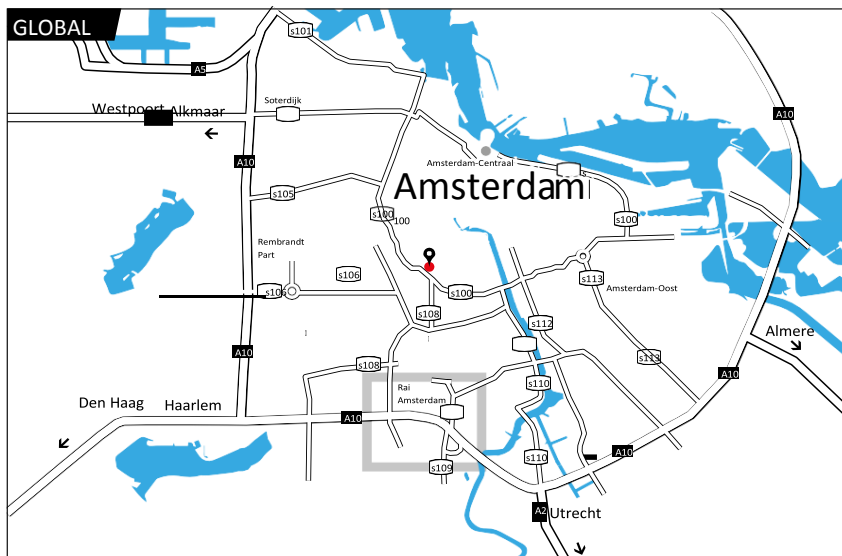 GLOBAL
s101
A5
Soterdijk
Westpoort Alkmaar
A10
A10
Amsterdam-Centraal
Amsterdam
s105
s100
100
s100
Rembrandt
Part
s106
s106
s100
s113
Amsterdam-Oost
s108
s112
Almere
A10
s108
s113
A10
Rai
Amsterdam
s110
Den Haag
Haarlem
A10
s109
s110
A10
A2
Utrecht